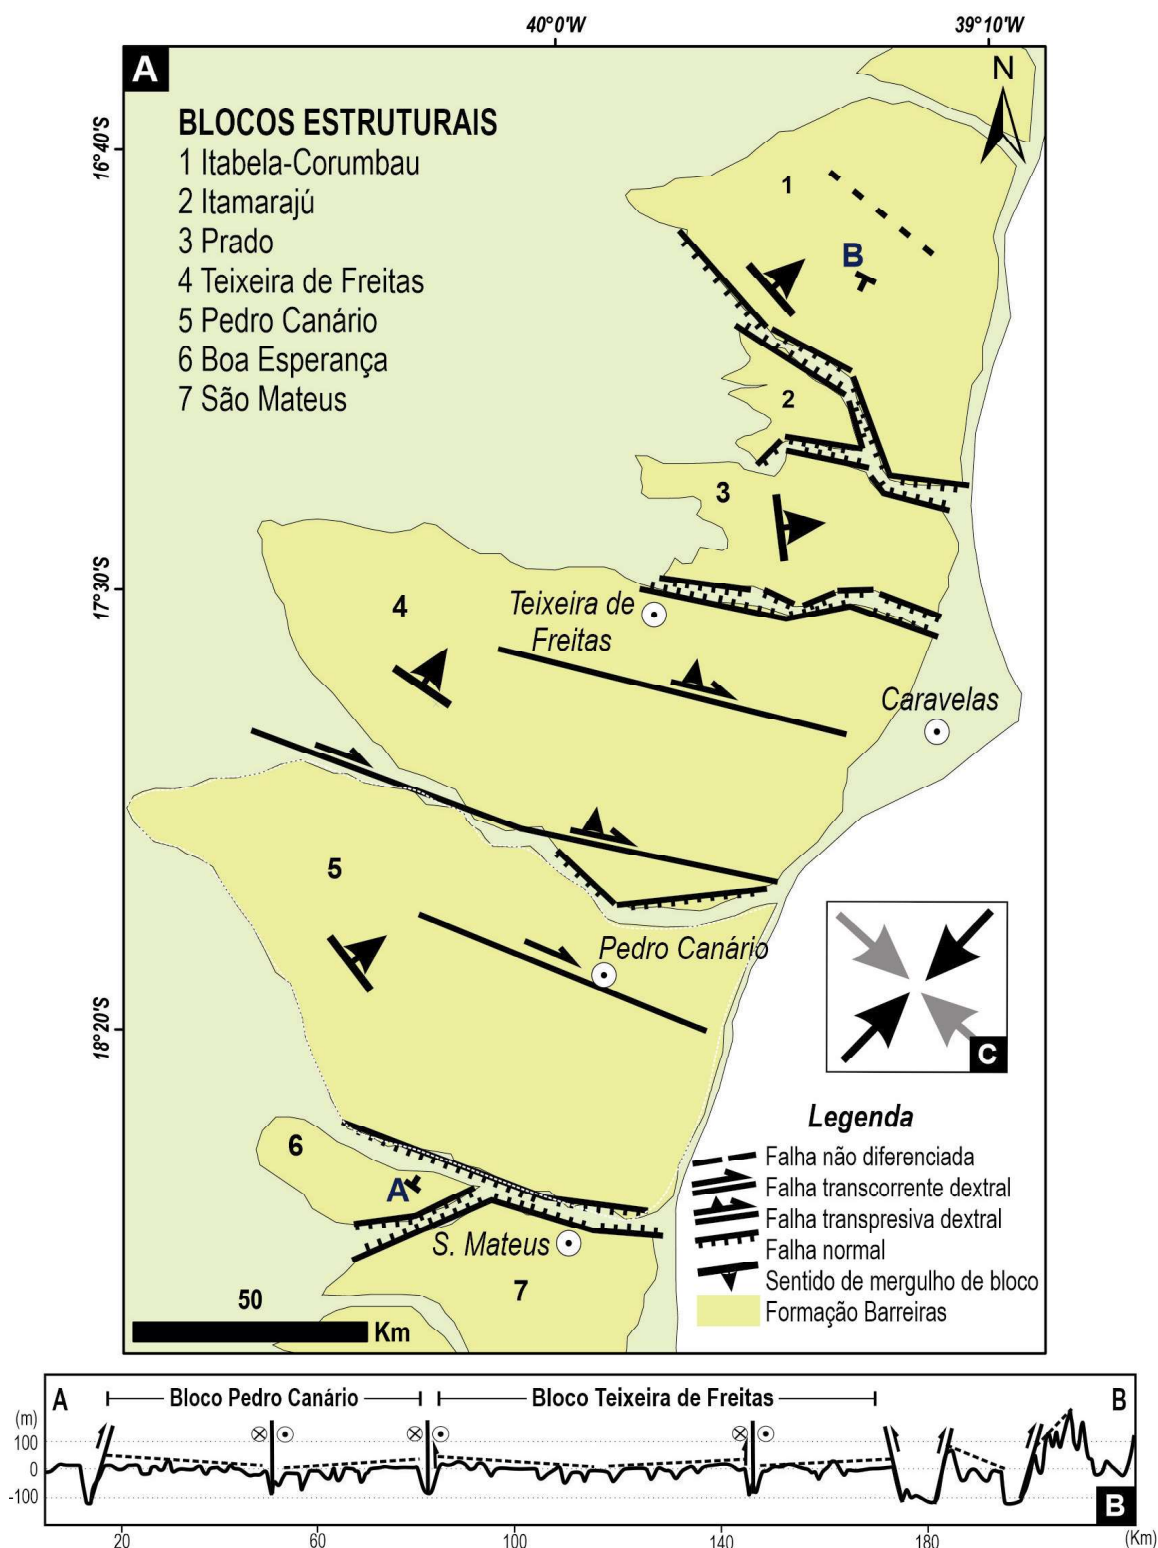 40°0'W
39°10'W
A
N
BLOCOS ESTRUTURAIS
1 Itabela-Corumbau
2 Itamarajú
3 Prado
4 Teixeira de Freitas
5 Pedro Canário
6 Boa Esperança
7 São Mateus
16°40'S
17°30'S
18°20'S
1
B
2
3
4
Teixeira de
Freitas
Caravelas
5
Pedro Canário
C
6
A
S. Mateus
7
50
Km
Legenda
Falha não diferenciada
Falha transcorrente dextral
Falha transpresiva dextral
Falha normal
Sentido de mergulho de bloco
Formação Barreiras
A
Bloco Pedro Canário
Bloco Teixeira de Freitas
B
(m)
100
0
-100
B
20
60
100
140
180
(Km)